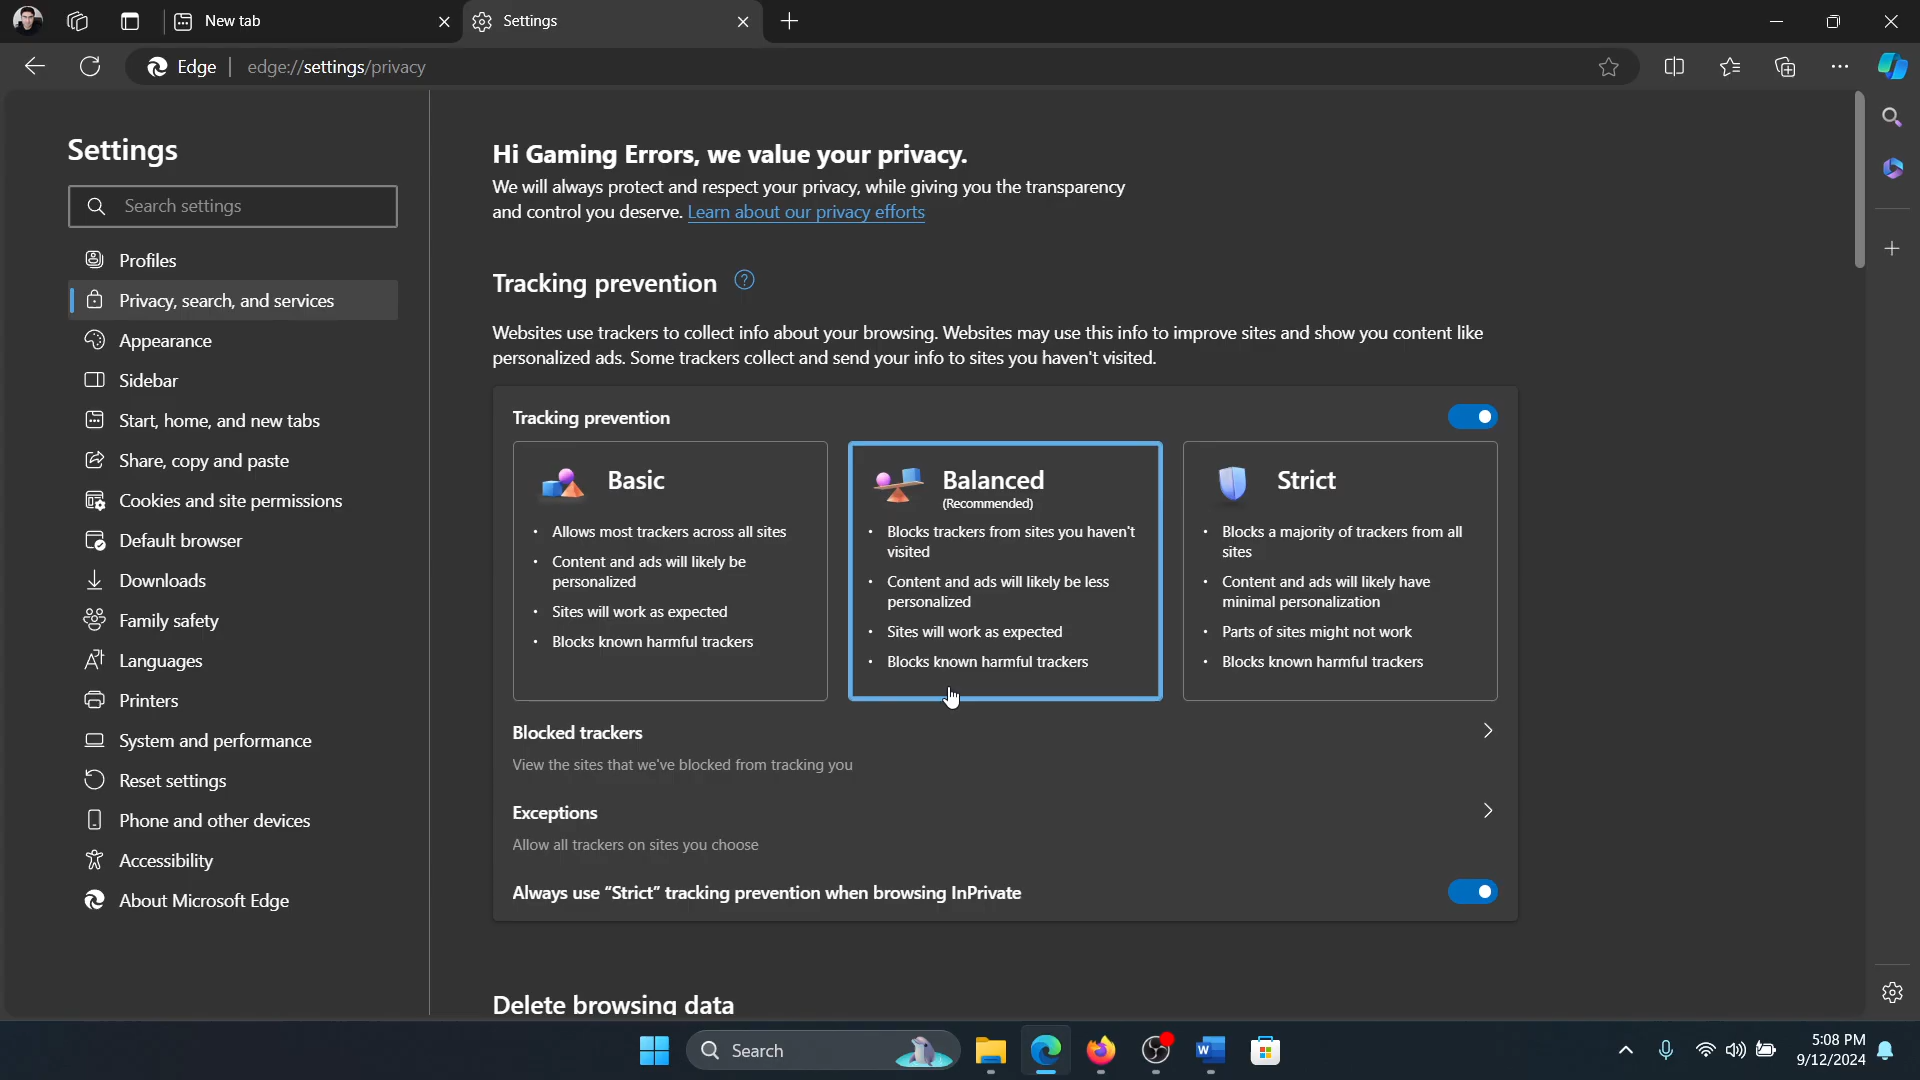 New tab
Settings
Edge
edge://settings/privacy
Settings
Search settings
Profiles
Privacy, search, and services
Appearance
Sidebar
Start, home, and new tabs
Share, copy and paste
Cookies and site permissions
Default browser
Downloads
Family safety
Languages
Printers
System and performance
Reset settings
Phone and other devices
Accessibility
About Microsoft Edge
Hi Gaming Errors, we value your privacy.
We will always protect and respect your privacy, while giving you the transparency
and control you deserve. Learn about our privacy efforts
Tracking prevention
Websites use trackers to collect info about your browsing. Websites may use this info to improve sites and show you content like
personalized ads. Some trackers collect and send your info to sites you haven't visited.
Tracking prevention
Basic
• Allows most trackers across all sites
• Content and ads will likely be
personalized
• Sites will work as expected
• Blocks known harmful trackers
Balanced
(Recommended)
• Blocks trackers from sites you haven't
visited
• Content and ads will likely be less
personalized
• Sites will work as expected
• Blocks known harmful trackers
Strict
• Blocks a majority of trackers from all
sites
• Content and ads will likely have
minimal personalization
• Parts of sites might not work
• Blocks known harmful trackers
Blocked trackers
View the sites that we've blocked from tracking you
Exceptions
Allow all trackers on sites you choose
Always use “Strict” tracking prevention when browsing InPrivate
Delete browsing data
Search
5:08 PM
9/12/2024